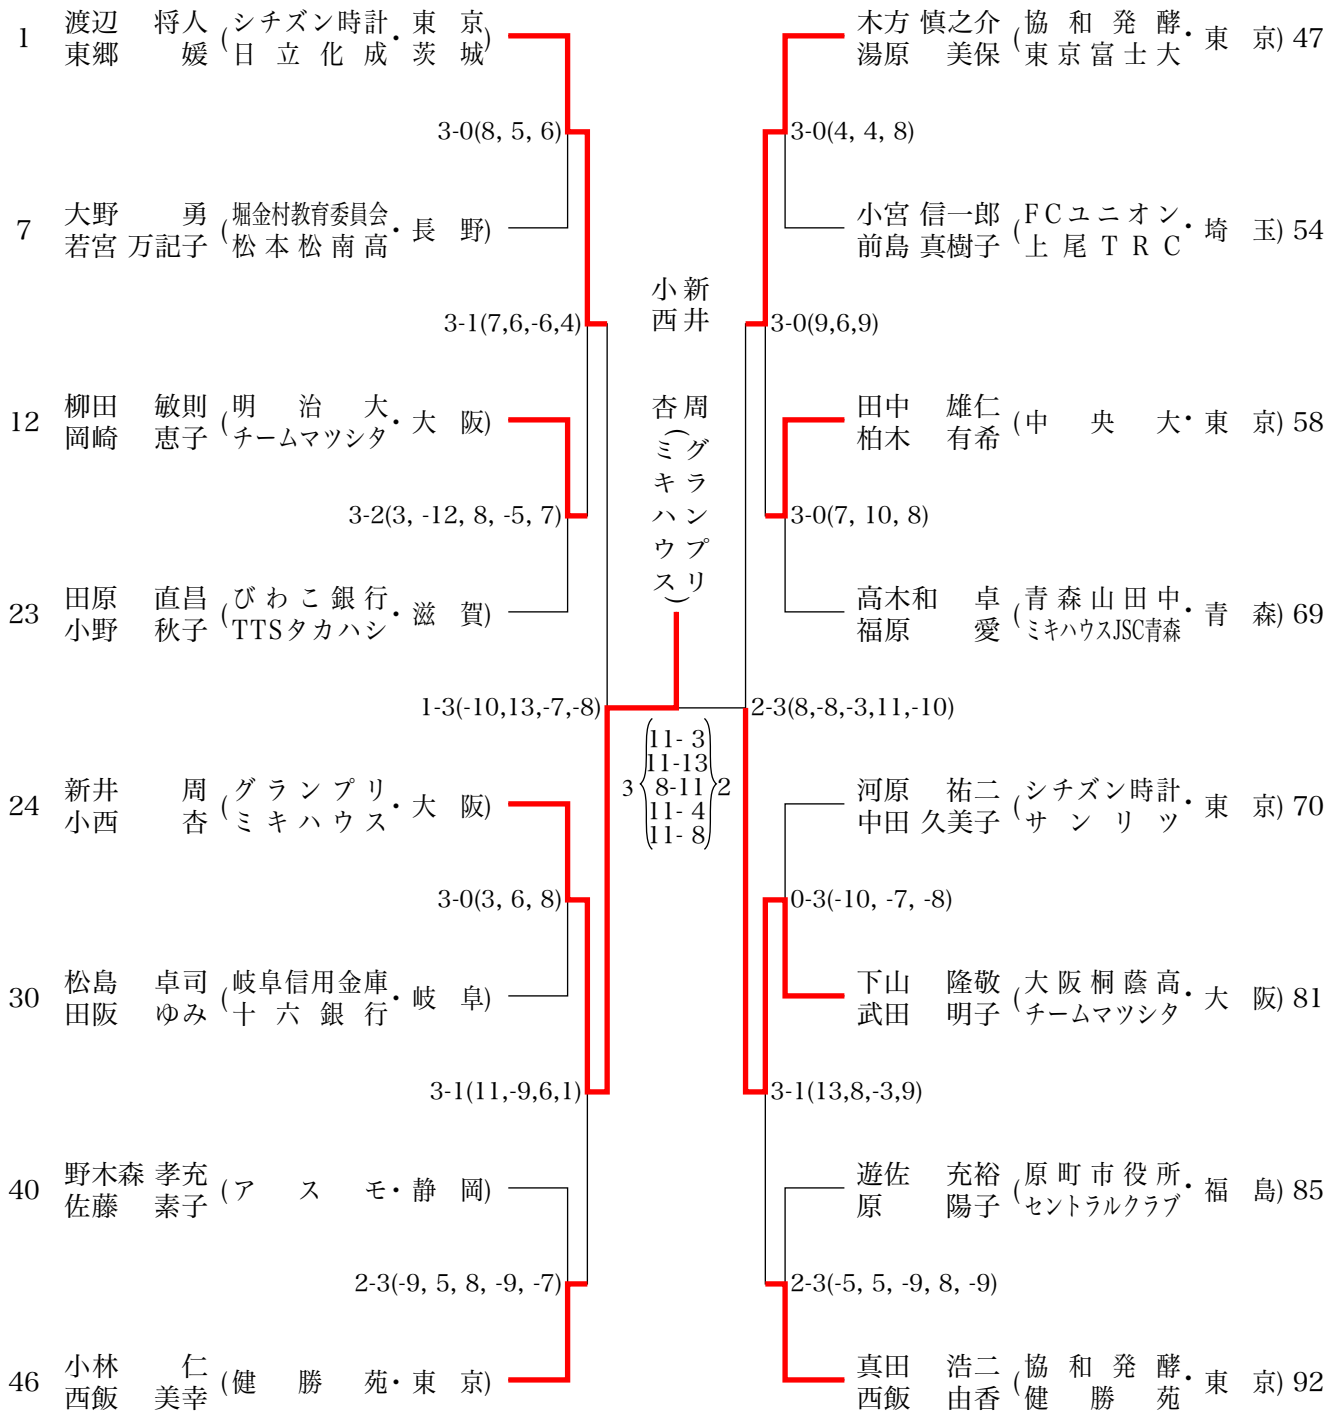 1 渡辺 将人 (シチズン時計・東京)
東郷 媛 (日立化成・茨城)
3-0(8, 5, 6)
7 大野 勇 (堀金村教育委員会・長野)
若宮 万記子 (松本松南高・長野)
3-1(7,6,-6,4)
12 柳田 敏則 (明治大・大阪)
岡崎 恵子 (チームマツシタ・大阪)
3-2(3, -12, 8, -5, 7)
23 田原 直昌 (びわこ銀行・滋賀)
小野 秋子 (TTSタカハシ・滋賀)
1-3(-10,13,-7,-8)
24 新井 周 (グランプリ・大阪)
小西 杏 (ミキハウス・大阪)
3-0(3, 6, 8)
30 松島 卓司 (岐阜信用金庫・岐阜)
田阪 ゆみ (十六銀行・岐阜)
3-1(11,-9,6,1)
40 野木森 孝充 (アスモ・静岡)
佐藤 素子
2-3(-9, 5, 8, -9, -7)
46 小林 仁 (健勝苑・東京)
西飯 美幸
新井 周 (グランプリ)
小西 杏 (ミキハウス)
3 2
11- 3
11-13
8-11
11- 4
11- 8
木方 慎之介 (協和発酵・東京) 47
湯原 美保 (東京富士大
3-0(4, 4, 8)
小宮 信一郎 (FCユニオン・埼玉) 54
前島 真樹子 (上尾TRC
3-0(9,6,9)
田中 雄仁 (中央大・東京) 58
柏木 有希
3-0(7, 10, 8)
高木和 卓 (青森山田中・青森) 69
福原 愛 (ミキハウスJSC青森
2-3(8,-8,-3,11,-10)
河原 祐二 (シチズン時計・東京) 70
中田 久美子 (サンリツ
0-3(-10, -7, -8)
下山 隆敬 (大阪桐蔭高・大阪) 81
武田 明子 (チームマツシタ
3-1(13,8,-3,9)
遊佐 充裕 (原町市役所・福島) 85
原 陽子 (セントラルクラブ
2-3(-5, 5, -9, 8, -9)
真田 浩二 (協和発酵・東京) 92
西飯 由香 (健勝苑